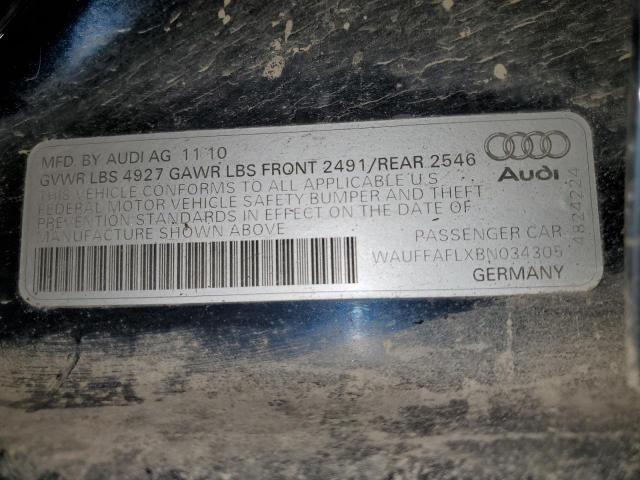 MFD. BY AUDI AG 11 10
GVWR LBS 4927 GAWR LBS FRONT 2491/REAR 2546
THIS VEHICLE CONFORMS TO ALL APPLICABLE U.S.
FEDERAL MOTOR VEHICLE SAFETY BUMPER AND THEFT
PREVENTION STANDARDS IN EFFECT ON THE DATE OF
MANUFACTURE SHOWN ABOVE
Audi
4824224
PASSENGER CAR
WAUFFAFLXBN034305
GERMANY